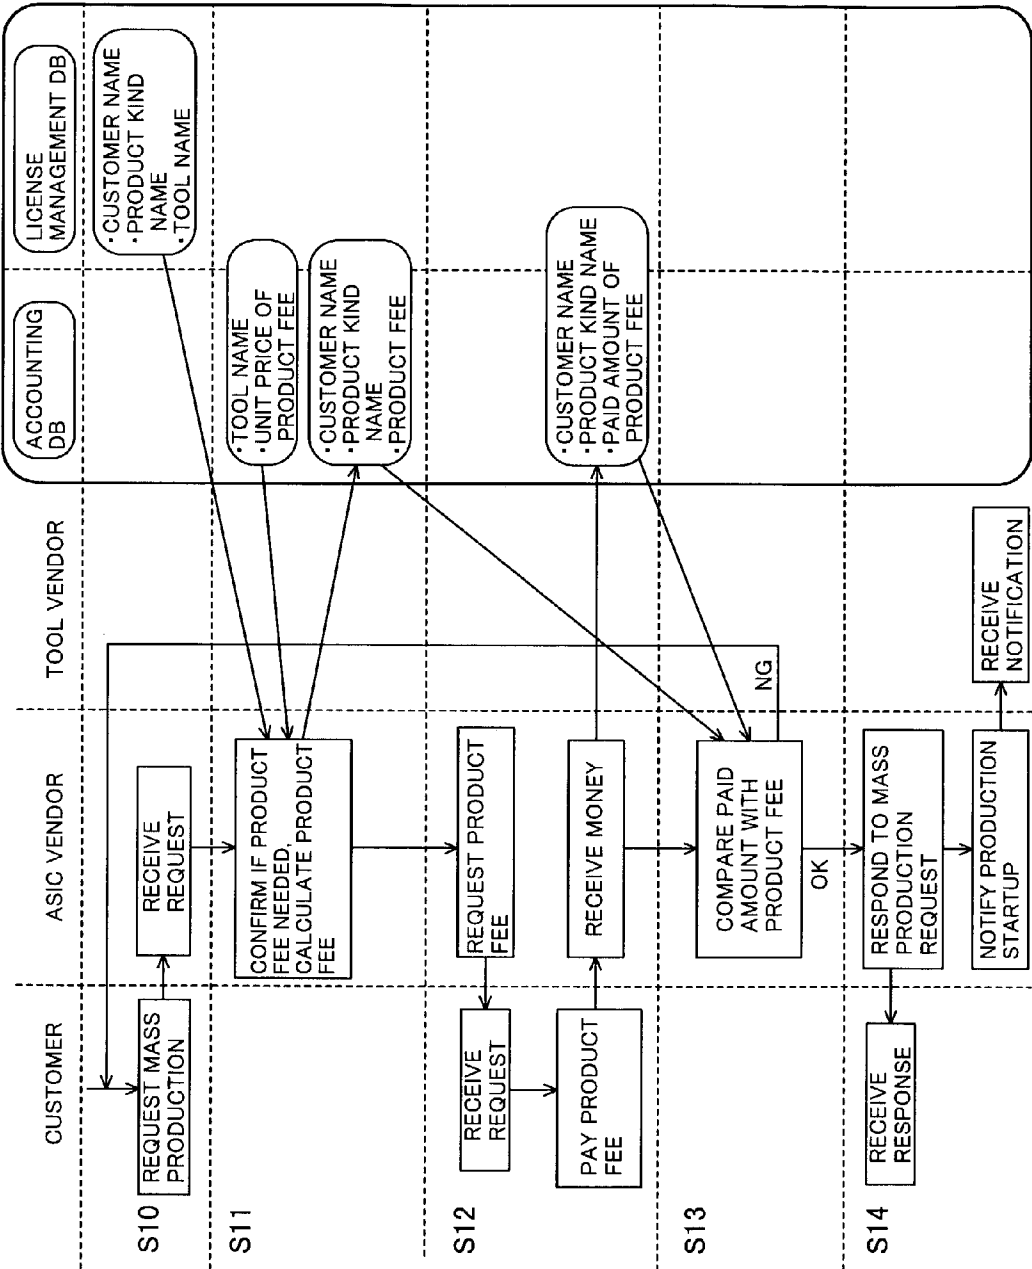 CUSTOMER
ASIC VENDOR
TOOL VENDOR
ACCOUNTING
DB
LICENSE
MANAGEMENT DB
S10
REQUEST MASS
PRODUCTION
RECEIVE
REQUEST
· CUSTOMER NAME
· PRODUCT KIND
NAME
· TOOL NAME
S11
CONFIRM IF PRODUCT
FEE NEEDED,
CALCULATE PRODUCT
FEE
· TOOL NAME
· UNIT PRICE OF
PRODUCT FEE
· CUSTOMER NAME
· PRODUCT KIND
NAME
· PRODUCT FEE
S12
RECEIVE
REQUEST
REQUEST PRODUCT
FEE
PAY PRODUCT
FEE
RECEIVE MONEY
· CUSTOMER NAME
· PRODUCT KIND NAME
· PAID AMOUNT OF
PRODUCT FEE
S13
COMPARE PAID
AMOUNT WITH
PRODUCT FEE
NG
OK
S14
RECEIVE
RESPONSE
RESPOND TO MASS
PRODUCTION
REQUEST
NOTIFY PRODUCTION
STARTUP
RECEIVE
NOTIFICATION